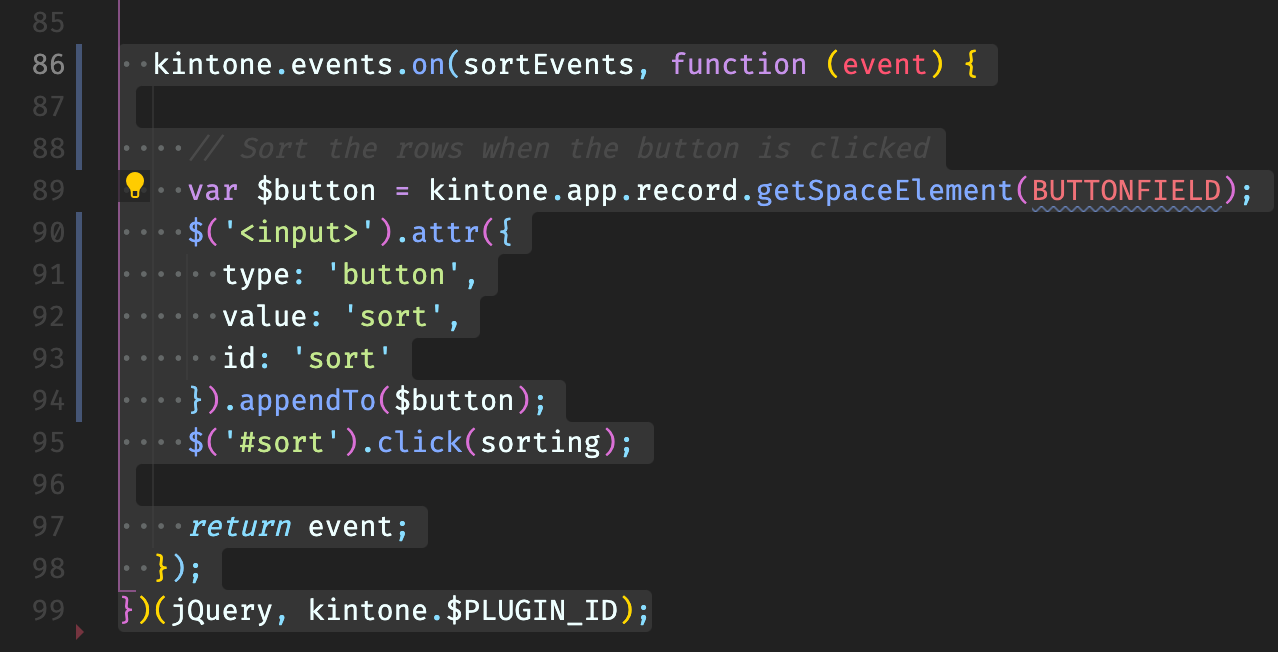 85
86 kintone.events.on(sortEvents, function (event) {
87
88 // Sort the rows when the button is clicked
89 var $button = kintone.app.record.getSpaceElement(BUTTONFIELD);
90 $('<input>').attr({
91 type: 'button',
92 value: 'sort',
93 id: 'sort'
94 }).appendTo($button);
95 $('#sort').click(sorting);
96
97 return event;
98 });
99 })(jQuery, kintone.$PLUGIN_ID);